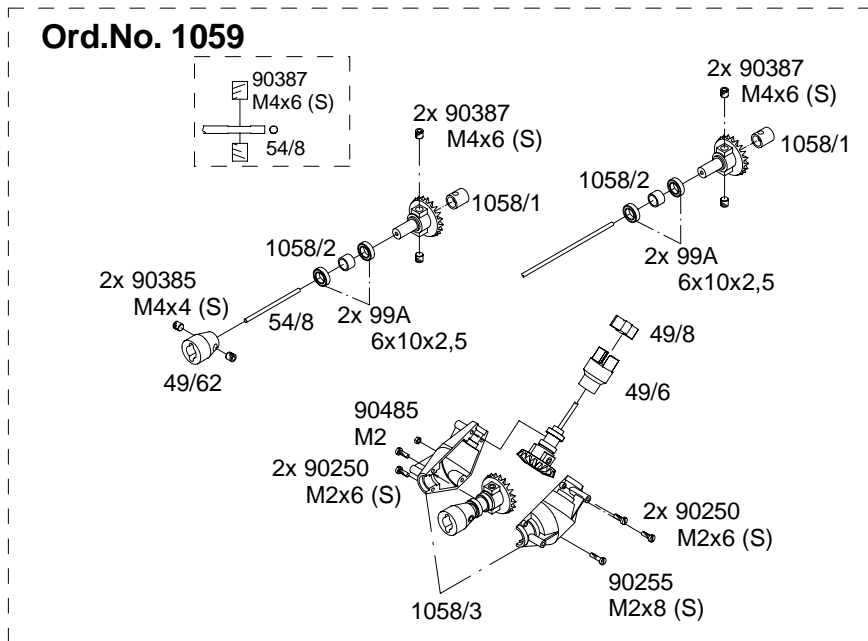 Ord.No. 1059
90387
M4x6 (S)
54/8
2x 90387
M4x6 (S)
1058/1
1058/2
2x 99A
6x10x2,5
2x 90385
M4x4 (S)
54/8
49/62
2x 90387
M4x6 (S)
1058/1
1058/2
2x 99A
6x10x2,5
49/8
49/6
90485
M2
2x 90250
M2x6 (S)
2x 90250
M2x6 (S)
90255
M2x8 (S)
1058/3